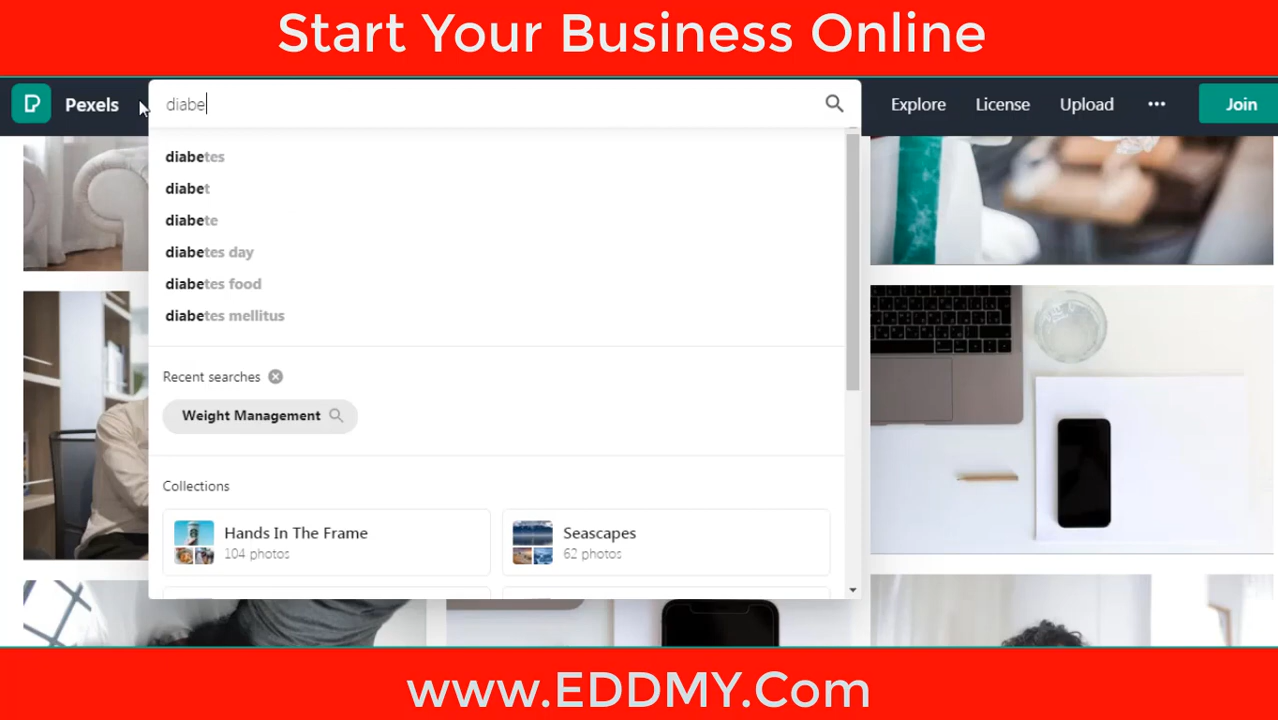 Start Your Business Online
Pexels
diabe
Explore
License
Upload
Join
diabetes
diabet
diabete
diabetes day
diabetes food
diabetes mellitus
Recent searches
Weight Management
Collections
Hands In The Frame
104 photos
Seascapes
62 photos
www.EDDMY.Com